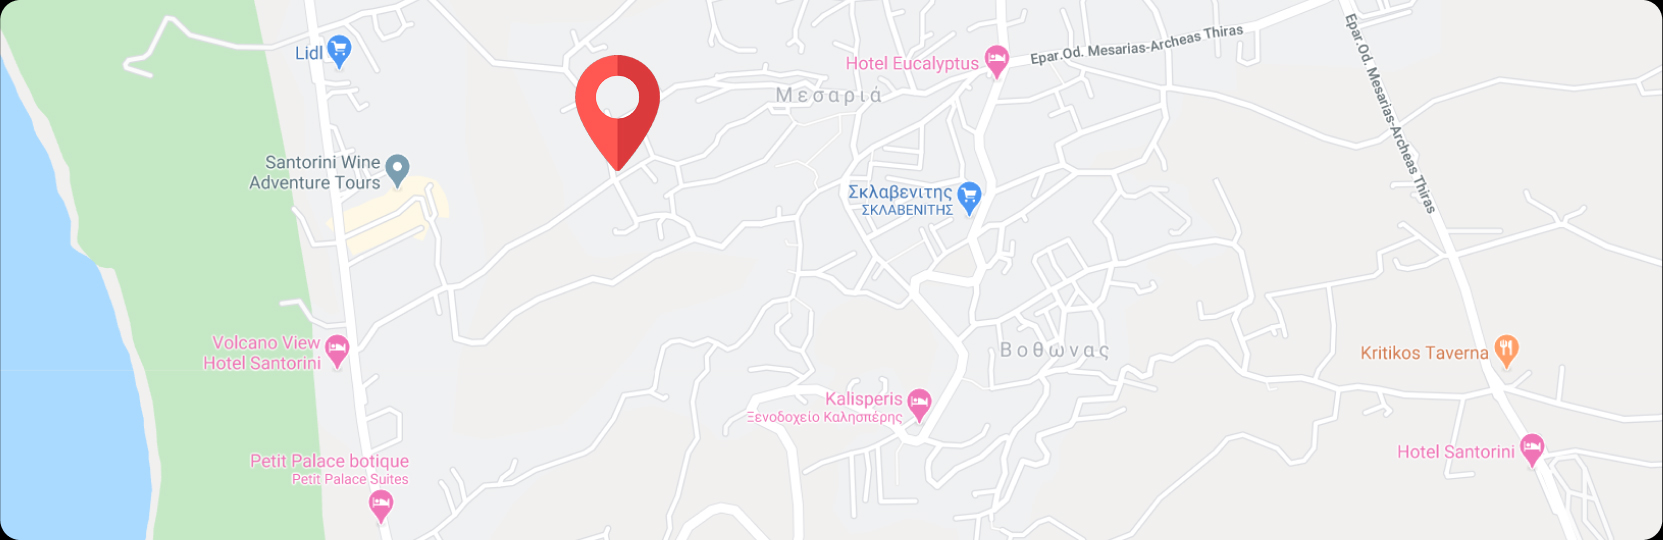 Lidl
Hotel Eucalyptus
Epar.Od. Mesarias-Archeas Thiras
Epar.Od. Mesarias-Archeas Thiras
Μεσαριά
Santorini Wine
Adventure Tours
Σκλαβενιτης
ΣΚΛΑΒΕΝΙΤΗΣ
Volcano View
Hotel Santorini
Βοθωνας
Kritikos Taverna
Kalisperis
Ξενοδοχείο Καλησπέρης
Petit Palace botique
Petit Palace Suites
Hotel Santorini